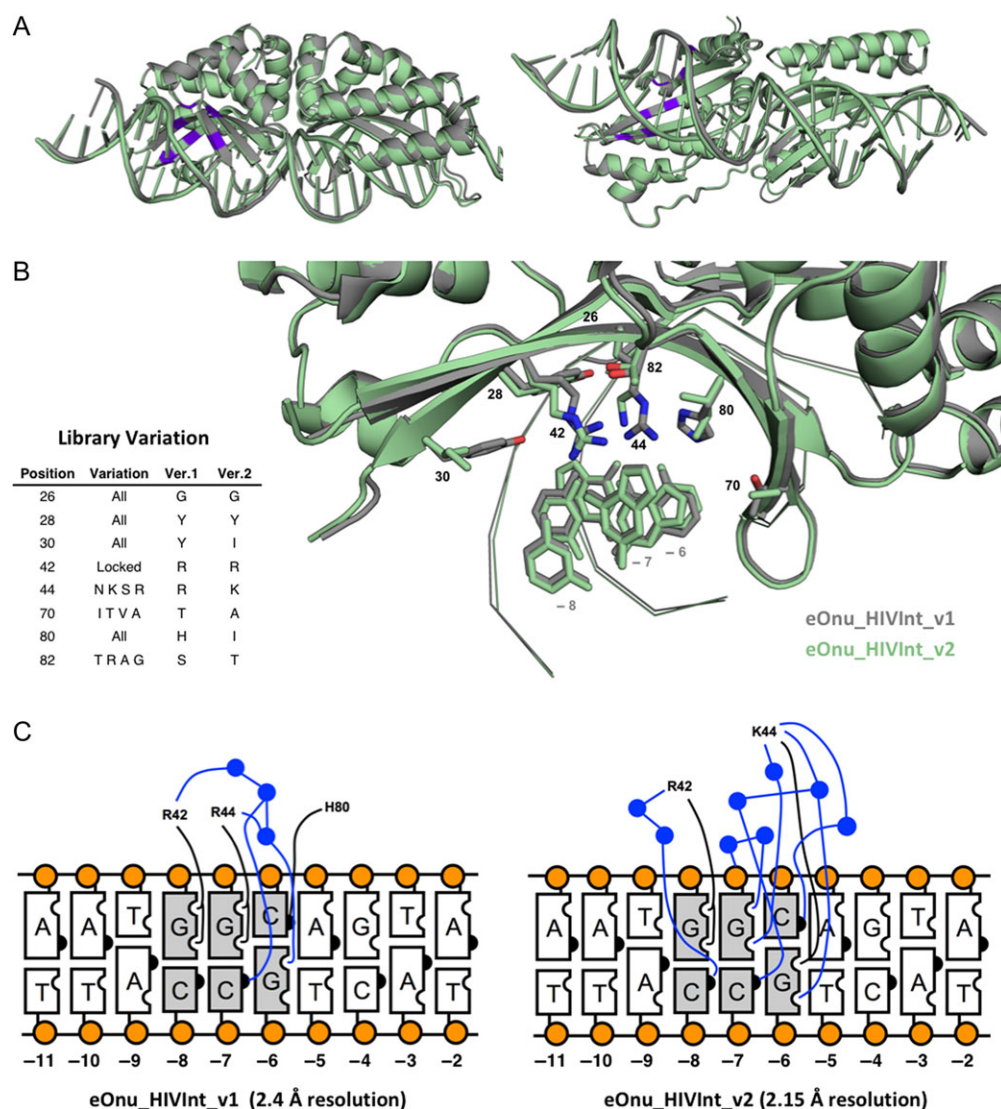 A
B
Library Variation
Position Variation Ver.1 Ver.2
26 All G G
28 All Y Y
30 All Y I
42 Locked R R
44 N K S R R K
70 I T V A T A
80 All H I
82 T R A G S T
26
82
28
80
42
44
30
70
– 6
– 7
– 8
eOnu_HIVInt_v1
eOnu_HIVInt_v2
C
R42 R44 H80
A A T G G C A G T A
T T A C C G T C A T
–11 –10 –9 –8 –7 –6 –5 –4 –3 –2
eOnu_HIVInt_v1 (2.4 Å resolution)
K44
R42
A A T G G C A G T A
T T A C C G T C A T
–11 –10 –9 –8 –7 –6 –5 –4 –3 –2
eOnu_HIVInt_v2 (2.15 Å resolution)